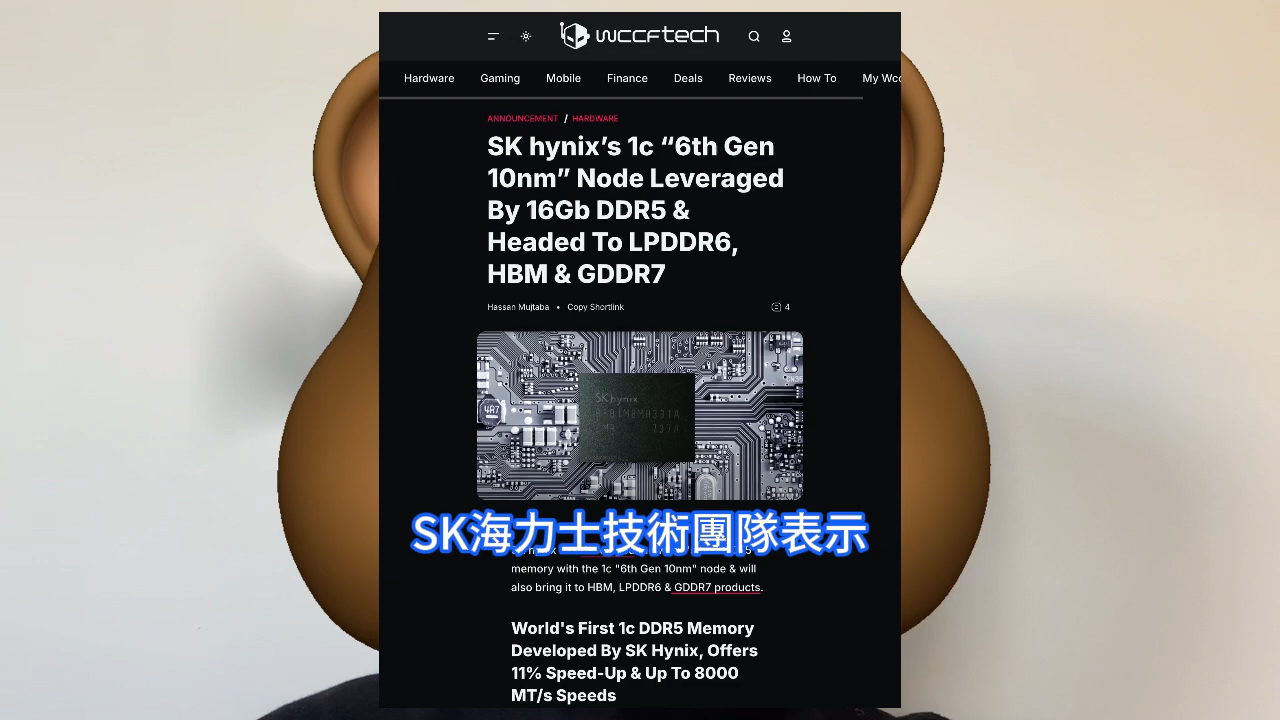 wccftech
Hardware Gaming Mobile Finance Deals Reviews How To My Wcc
ANNOUNCEMENT / HARDWARE
SK hynix’s 1c “6th Gen
10nm” Node Leveraged
By 16Gb DDR5 &
Headed To LPDDR6,
HBM & GDDR7
Hassan Mujtaba • Copy Shortlink 4
4R7
SK hynix
SK海力士技術團隊表示
memory with the 1c "6th Gen 10nm" node & will
also bring it to HBM, LPDDR6 & GDDR7 products.
World's First 1c DDR5 Memory
Developed By SK Hynix, Offers
11% Speed-Up & Up To 8000
MT/s Speeds